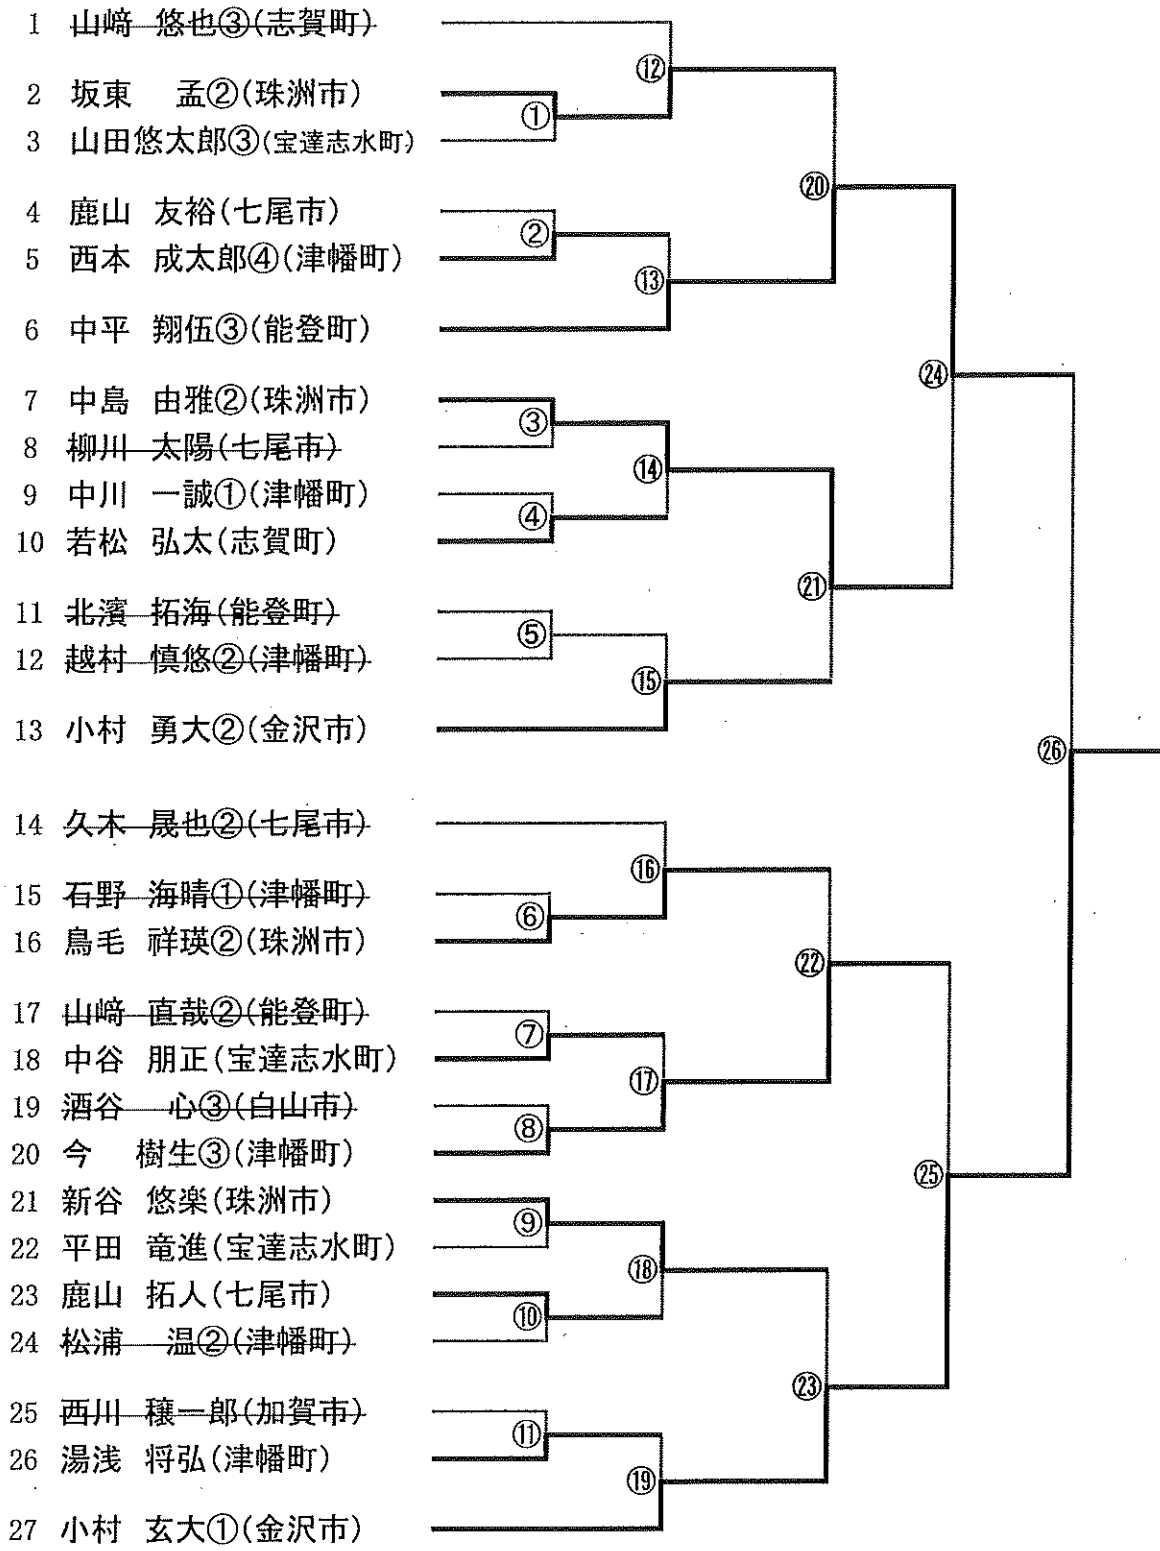 1 山﨑 悠也③(志賀町)
⑫
2 坂東 孟②(珠洲市)
①
3 山田悠太郎③(宝達志水町)
⑳
4 鹿山 友裕(七尾市)
②
5 西本 成太郎④(津幡町)
⑬
6 中平 翔伍③(能登町)
㉔
7 中島 由雅②(珠洲市)
③
8 柳川 太陽(七尾市)
⑭
9 中川 一誠①(津幡町)
④
10 若松 弘太(志賀町)
㉑
11 北濱 拓海(能登町)
⑤
12 越村 慎悠②(津幡町)
⑮
13 小村 勇大②(金沢市)
㉖
14 久木 晟也②(七尾市)
⑯
15 石野 海晴①(津幡町)
⑥
16 鳥毛 祥瑛②(珠洲市)
㉒
17 山﨑 直哉②(能登町)
⑦
18 中谷 朋正(宝達志水町)
⑰
19 酒谷 心③(白山市)
⑧
20 今 樹生③(津幡町)
㉕
21 新谷 悠楽(珠洲市)
⑨
22 平田 竜進(宝達志水町)
⑱
23 鹿山 拓人(七尾市)
⑩
24 松浦 温②(津幡町)
㉓
25 西川 穣一郎(加賀市)
⑪
26 湯浅 将弘(津幡町)
⑲
27 小村 玄大①(金沢市)